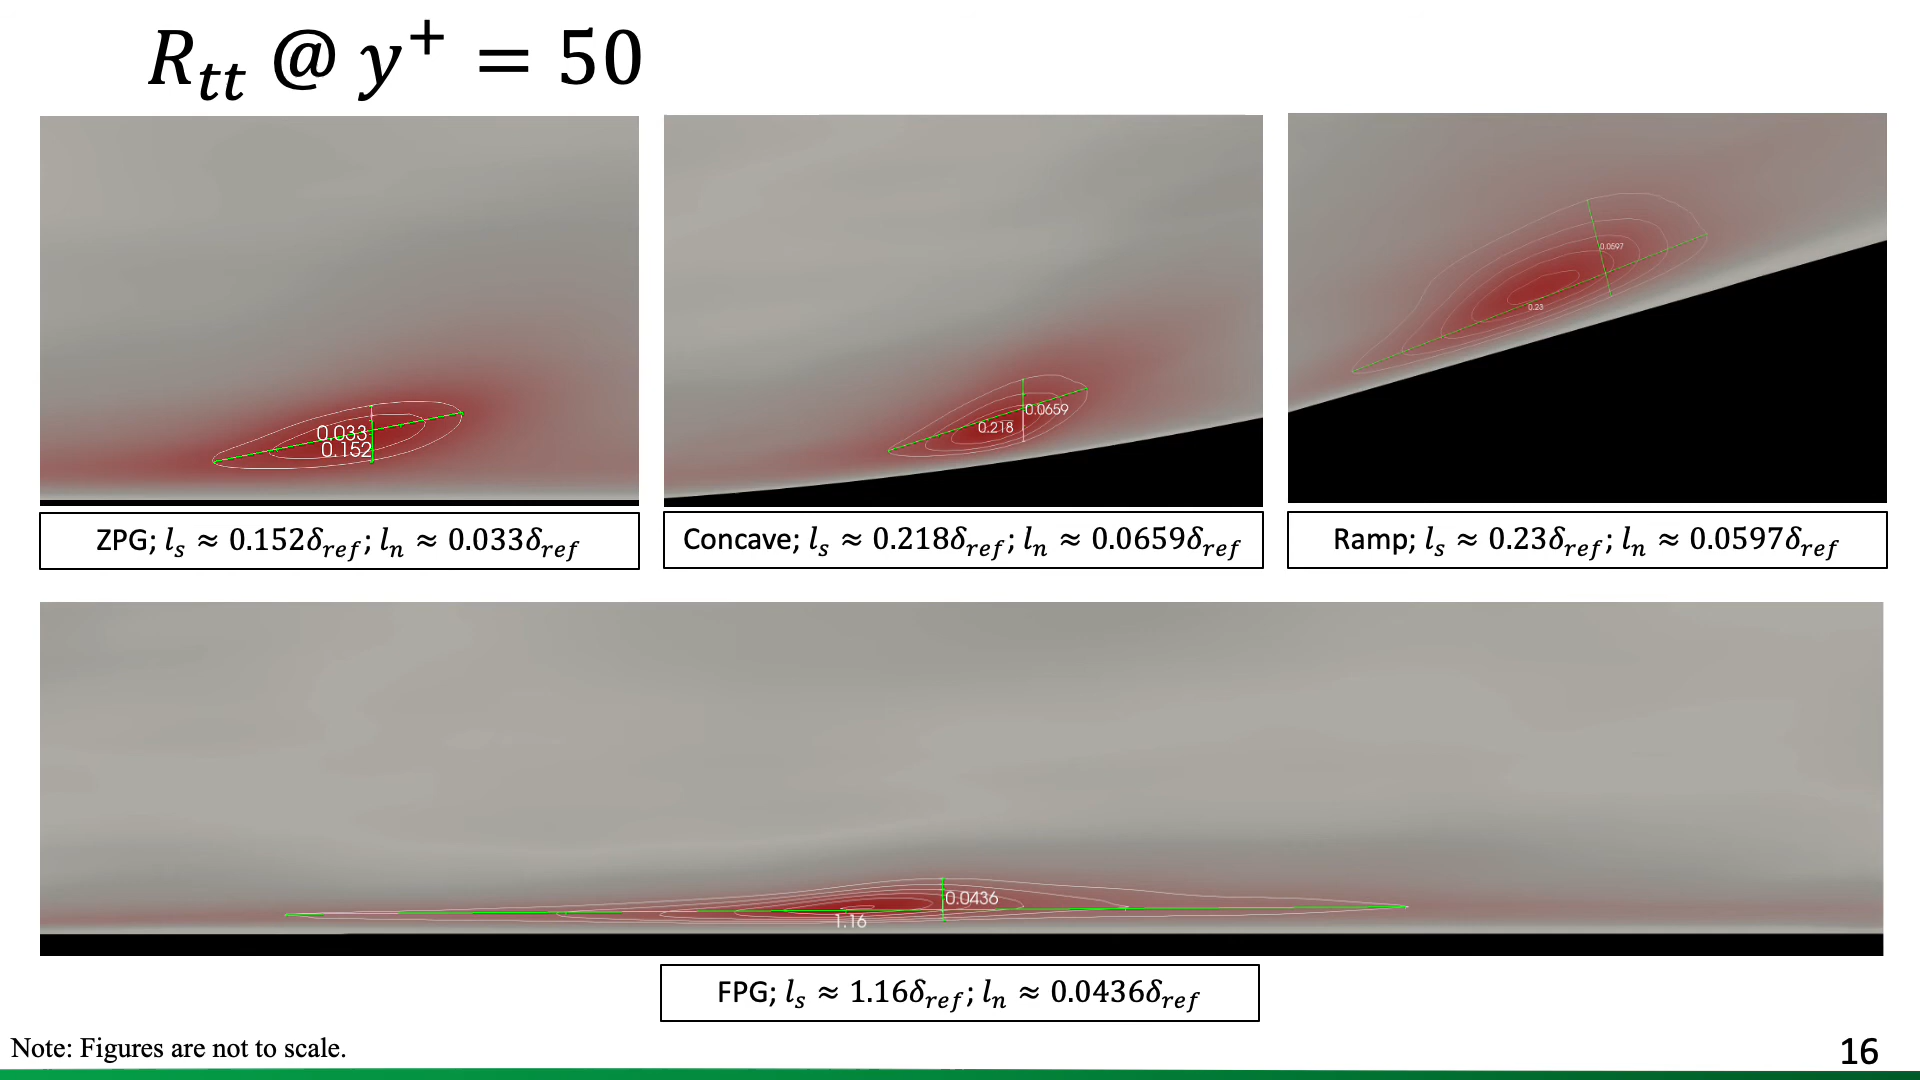 R_tt @ y⁺ = 50
0.033
0.152
0.0659
0.218
0.0597
0.23
ZPG; l_s ≈ 0.152δ_ref; l_n ≈ 0.033δ_ref
Concave; l_s ≈ 0.218δ_ref; l_n ≈ 0.0659δ_ref
Ramp; l_s ≈ 0.23δ_ref; l_n ≈ 0.0597δ_ref
0.0436
1.16
FPG; l_s ≈ 1.16δ_ref; l_n ≈ 0.0436δ_ref
Note: Figures are not to scale.
16